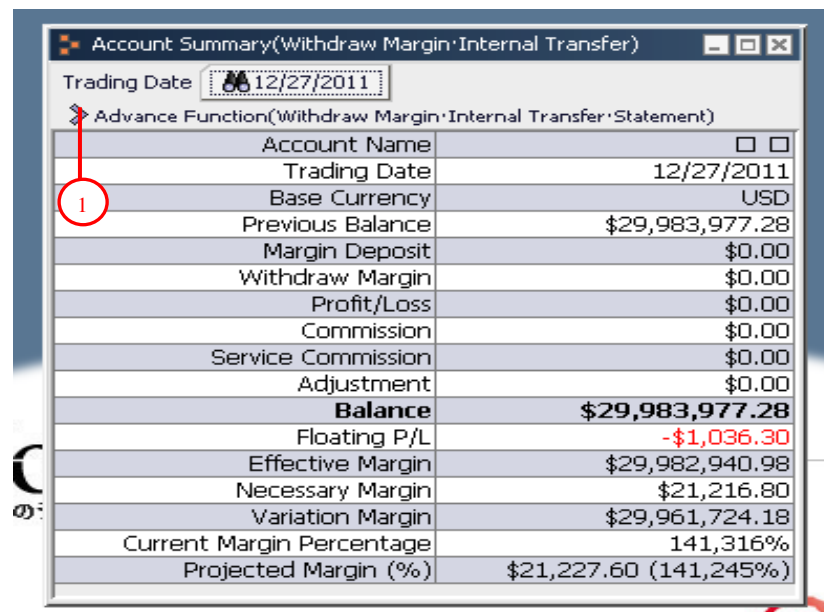 Account Summary(Withdraw Margin·Internal Transfer)
Trading Date 12/27/2011
Advance Function(Withdraw Margin·Internal Transfer·Statement)
Account Name □ □
Trading Date 12/27/2011
1
Base Currency USD
Previous Balance $29,983,977.28
Margin Deposit $0.00
Withdraw Margin $0.00
Profit/Loss $0.00
Commission $0.00
Service Commission $0.00
Adjustment $0.00
Balance $29,983,977.28
Floating P/L -$1,036.30
Effective Margin $29,982,940.98
Necessary Margin $21,216.80
の
Variation Margin $29,961,724.18
Current Margin Percentage 141,316%
Projected Margin (%) $21,227.60 (141,245%)